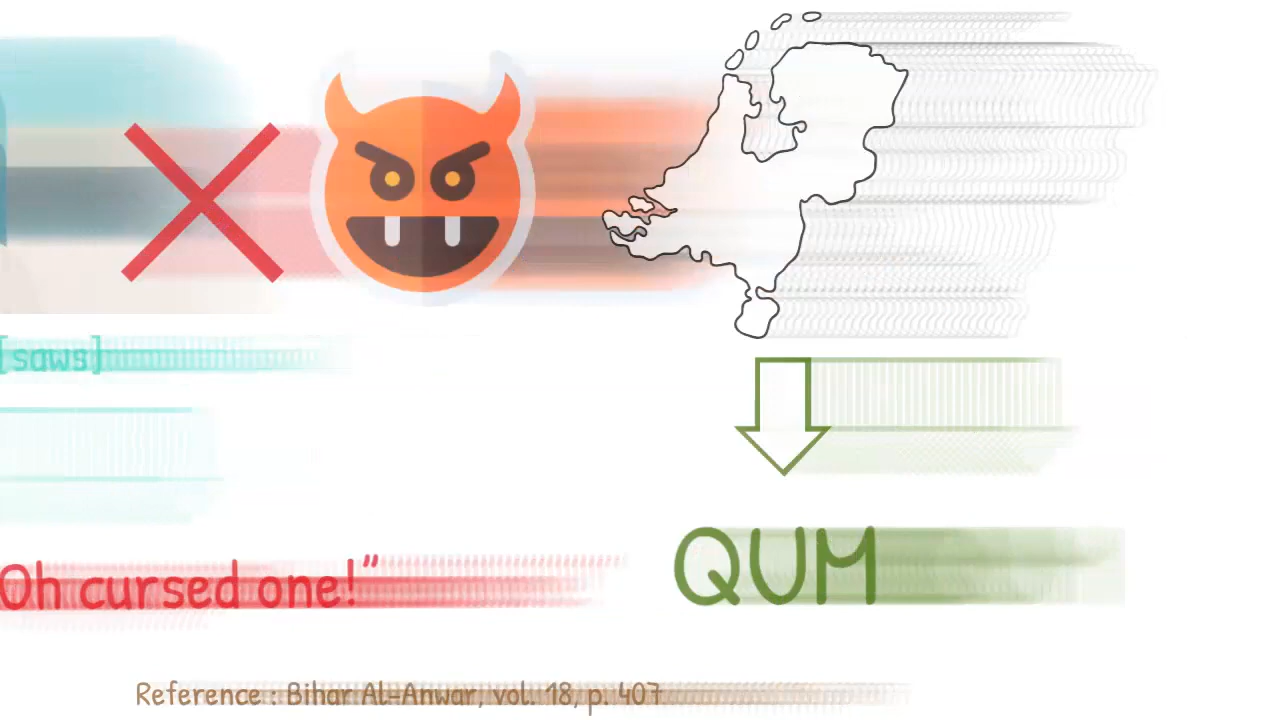 [saws]
Oh cursed one!”
QUM
Reference : Bihar Al-Anwar, vol. 18, p. 407